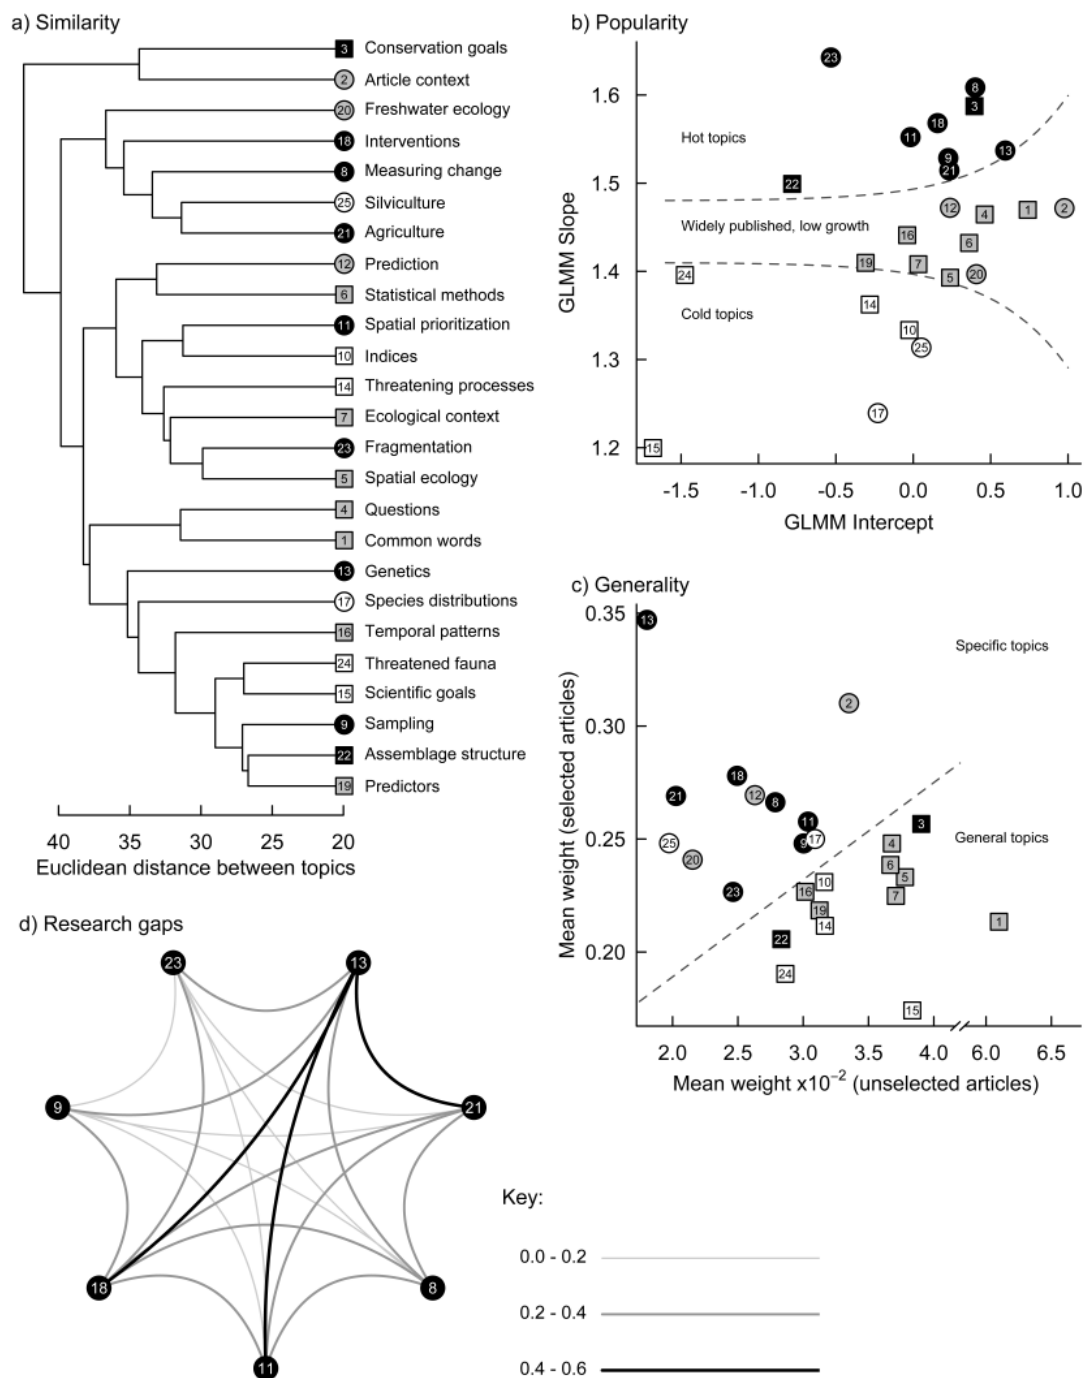 a) Similarity
3 Conservation goals
2 Article context
20 Freshwater ecology
18 Interventions
8 Measuring change
25 Silviculture
21 Agriculture
12 Prediction
6 Statistical methods
11 Spatial prioritization
10 Indices
14 Threatening processes
7 Ecological context
23 Fragmentation
5 Spatial ecology
4 Questions
1 Common words
13 Genetics
17 Species distributions
16 Temporal patterns
24 Threatened fauna
15 Scientific goals
9 Sampling
22 Assemblage structure
19 Predictors
40 35 30 25 20
Euclidean distance between topics
b) Popularity
GLMM Slope
1.6
1.5
1.4
1.3
1.2
Hot topics
Widely published, low growth
Cold topics
23
8
3
18
11
13
9
21
22
12
4
1
2
16
6
19
7
20
5
24
14
10
25
17
15
-1.5 -1.0 -0.5 0.0 0.5 1.0
GLMM Intercept
c) Generality
Mean weight (selected articles)
0.35
0.30
0.25
0.20
Specific topics
General topics
13
2
18
21
12
8
11
3
9
17
25
4
20
6
5
10
23
16
7
19
14
1
22
24
15
2.0 2.5 3.0 3.5 4.0 6.0 6.5
Mean weight x10⁻² (unselected articles)
d) Research gaps
23
13
9
21
18
8
11
Key:
0.0 - 0.2
0.2 - 0.4
0.4 - 0.6